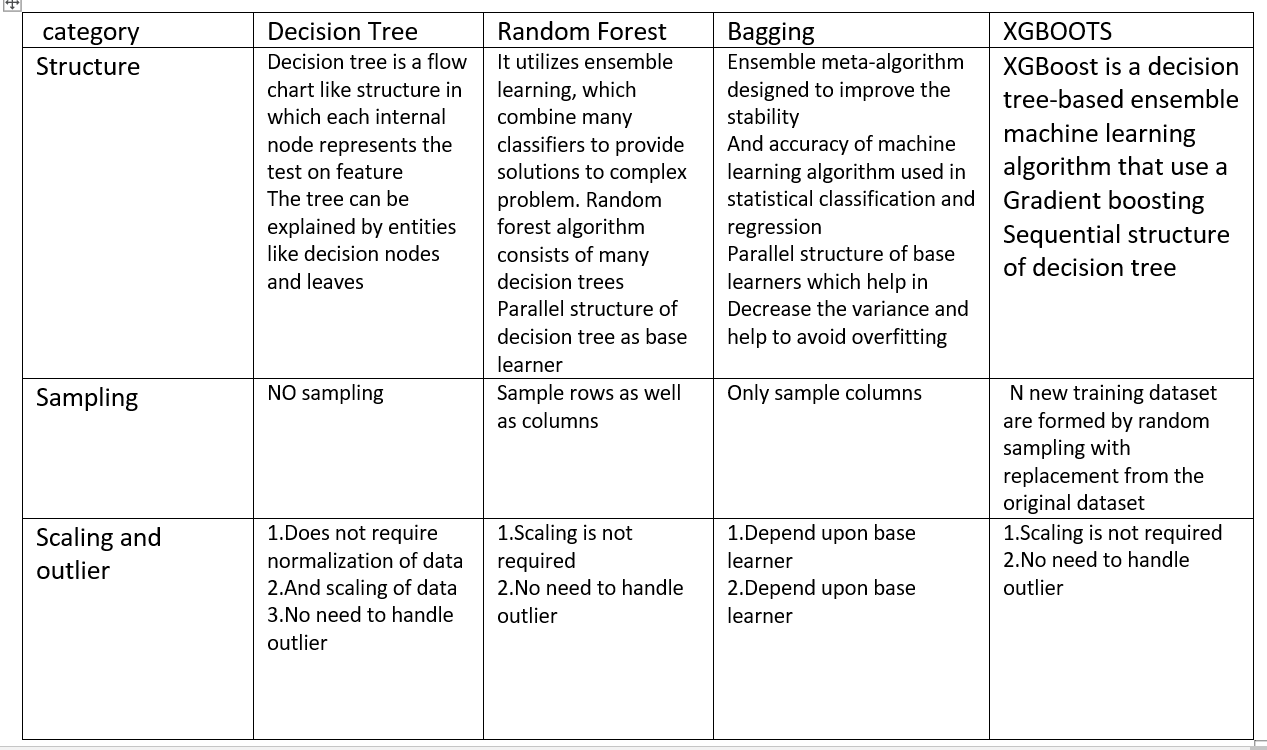 category
Decision Tree
Random Forest
Bagging
XGBOOTS
Structure
Decision tree is a flow
chart like structure in
which each internal
node represents the
test on feature
The tree can be
explained by entities
like decision nodes
and leaves
It utilizes ensemble
learning, which
combine many
classifiers to provide
solutions to complex
problem. Random
forest algorithm
consists of many
decision trees
Parallel structure of
decision tree as base
learner
Ensemble meta-algorithm
designed to improve the
stability
And accuracy of machine
learning algorithm used in
statistical classification and
regression
Parallel structure of base
learners which help in
Decrease the variance and
help to avoid overfitting
XGBoost is a decision
tree-based ensemble
machine learning
algorithm that use a
Gradient boosting
Sequential structure
of decision tree
Sampling
NO sampling
Sample rows as well
as columns
Only sample columns
N new training dataset
are formed by random
sampling with
replacement from the
original dataset
Scaling and
outlier
1.Does not require
normalization of data
2.And scaling of data
3.No need to handle
outlier
1.Scaling is not
required
2.No need to handle
outlier
1.Depend upon base
learner
2.Depend upon base
learner
1.Scaling is not required
2.No need to handle
outlier